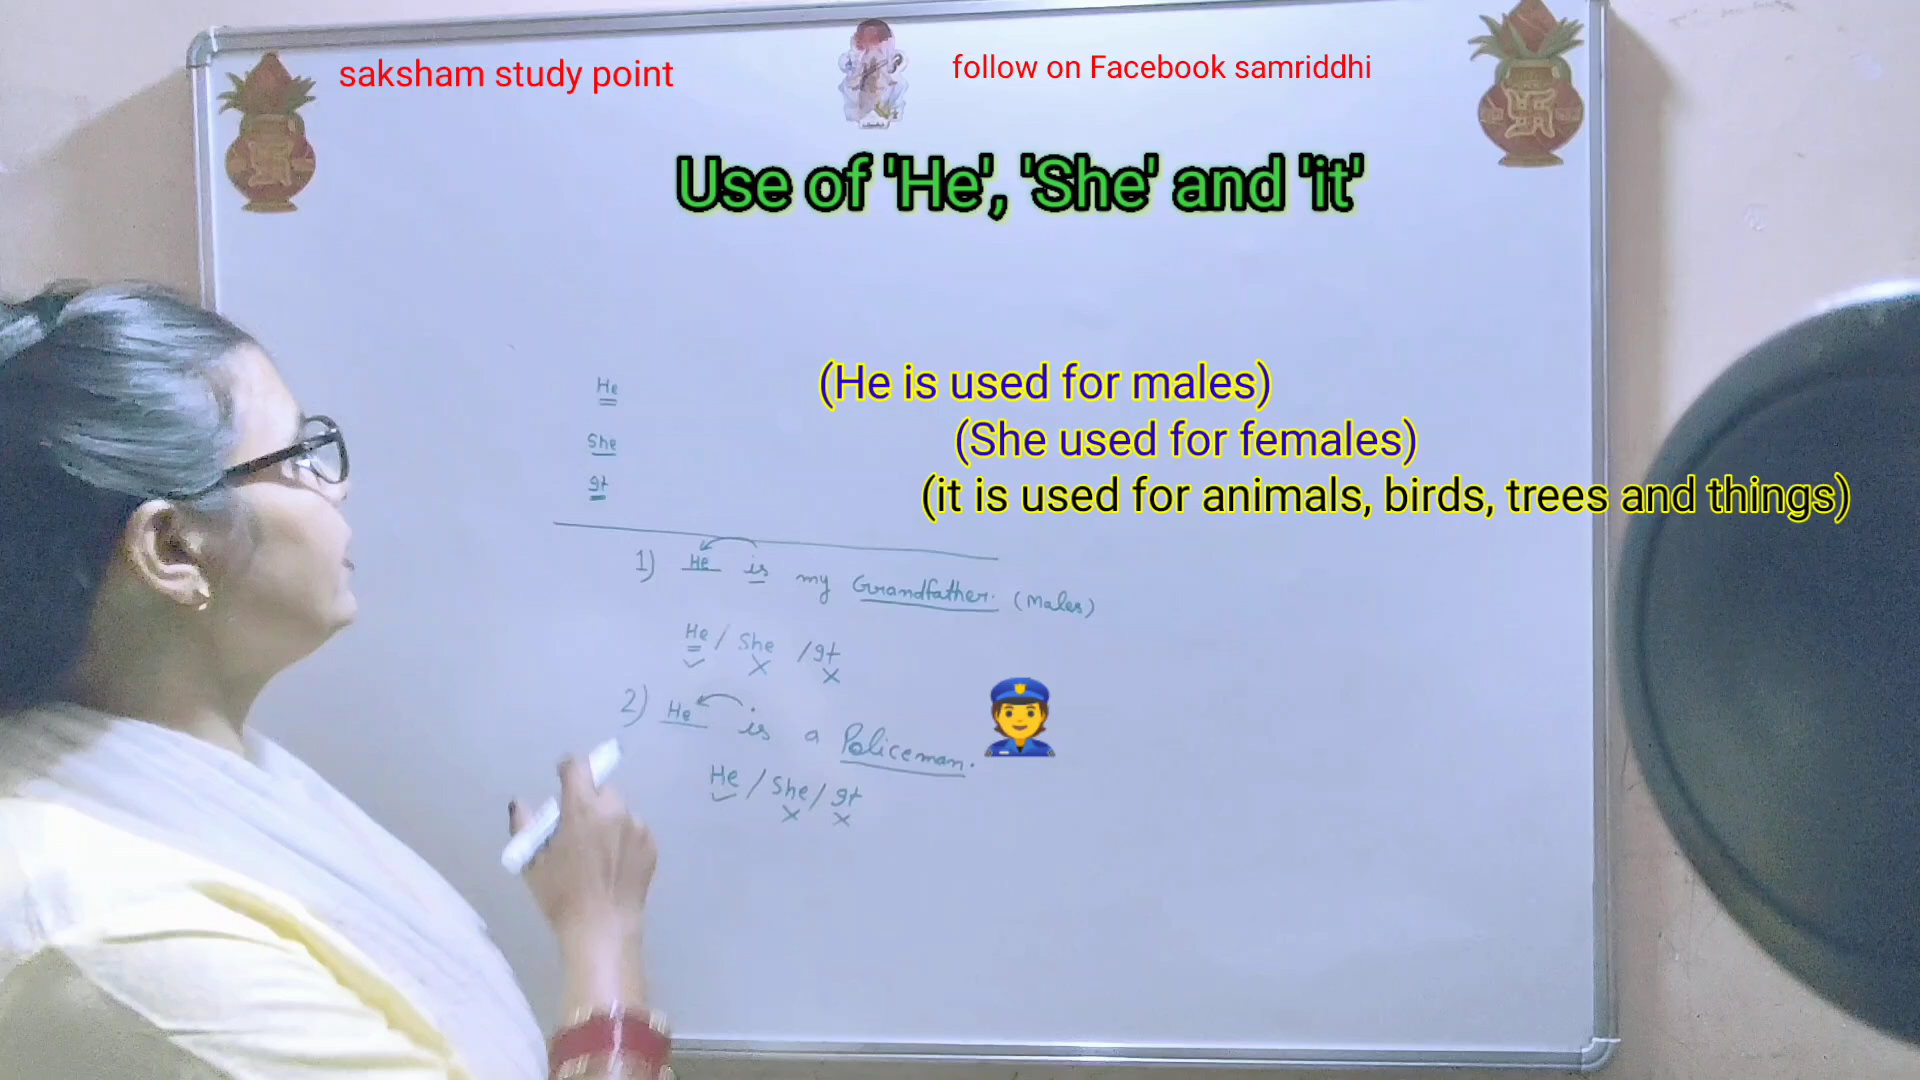 saksham study point
follow on Facebook samriddhi
Use of 'He', 'She' and 'it'
He
(He is used for males)
She
(She used for females)
It
(it is used for animals, birds, trees and things)
1) He is my Grandfather. (Males)
He / She / It
2) He is a Policeman.
He / She / It